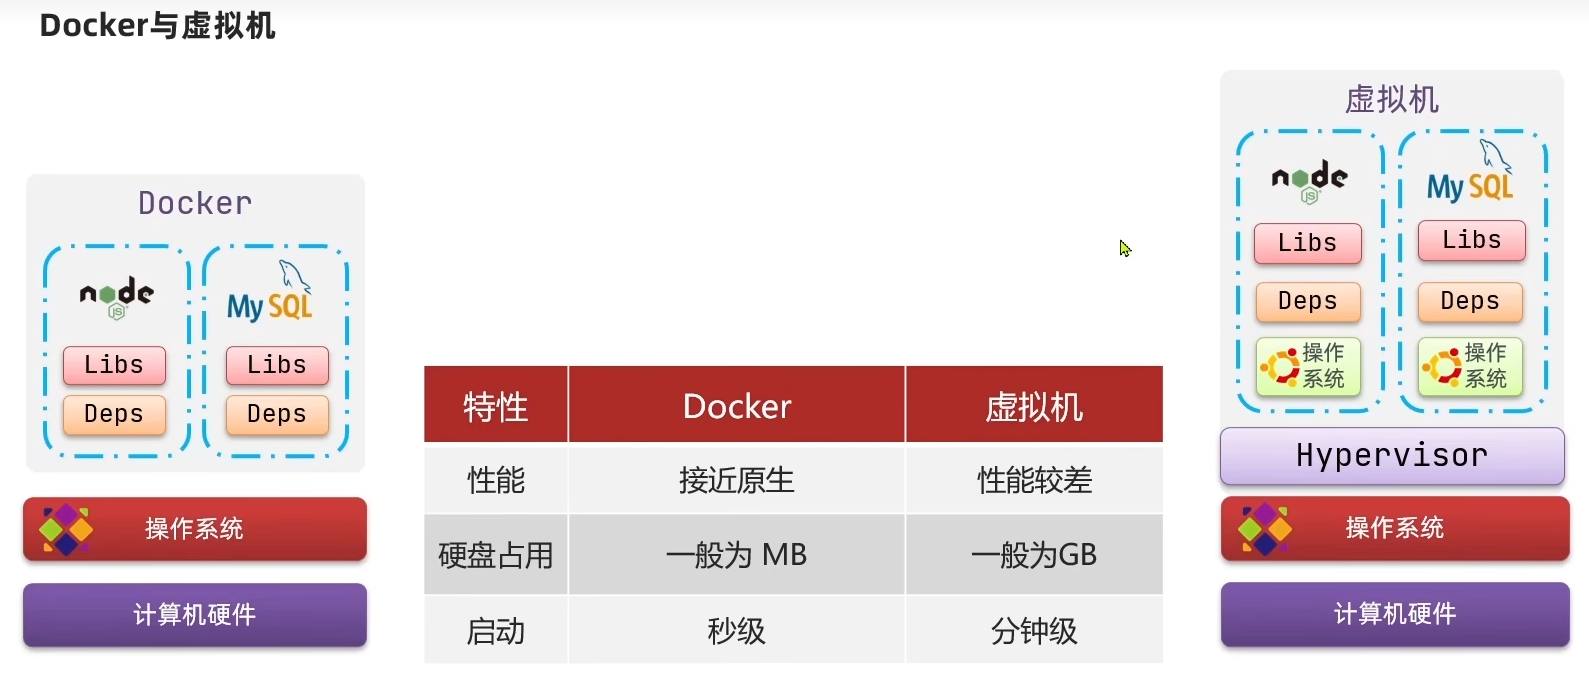 Docker与虚拟机
Docker
node
JS
MySQL
Libs
Libs
Deps
Deps
操作系统
计算机硬件
特性 Docker 虚拟机
性能 接近原生 性能较差
硬盘占用 一般为 MB 一般为GB
启动 秒级 分钟级
虚拟机
node
JS
MySQL
Libs
Libs
Deps
Deps
操作
系统
操作
系统
Hypervisor
操作系统
计算机硬件